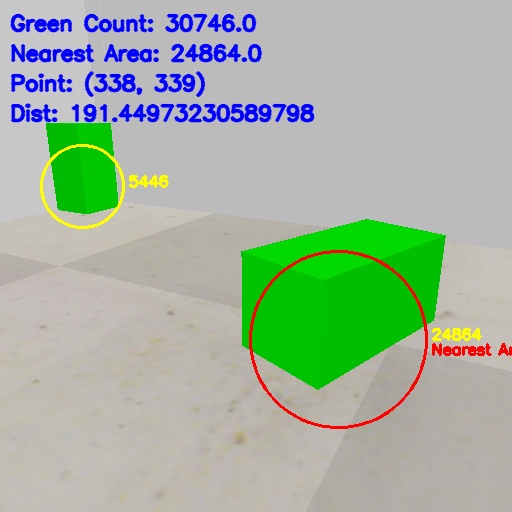 Green Count: 30746.0
Nearest Area: 24864.0
Point: (338, 339)
Dist: 191.44973230589798
5446
24864
Nearest Ar